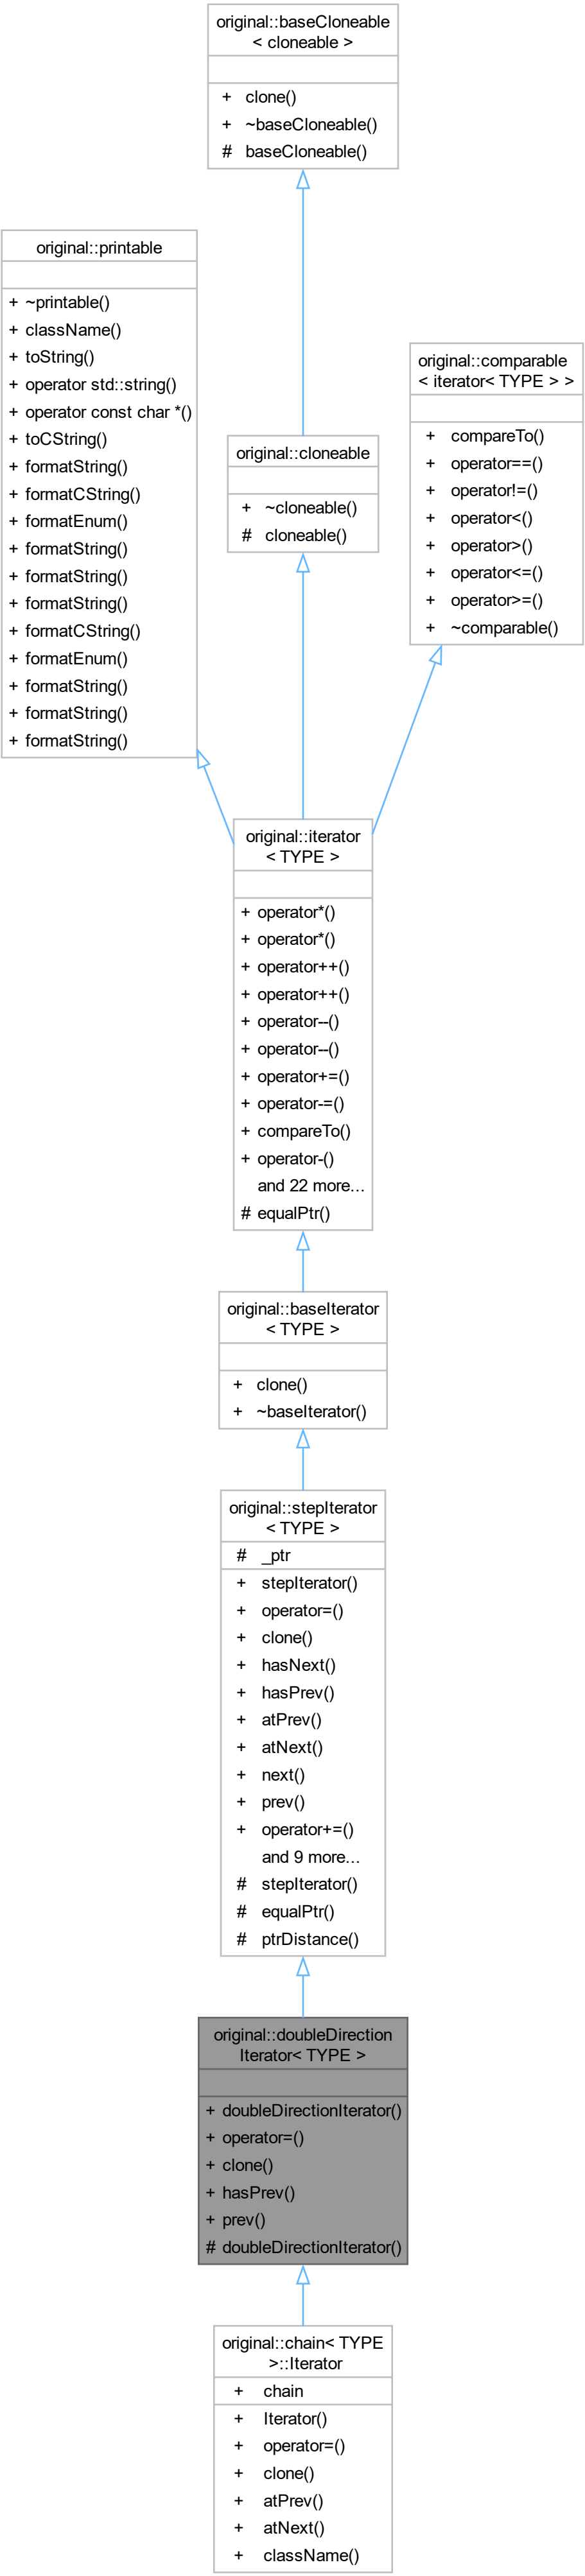 original::baseCloneable
< cloneable >
+ clone()
+ ~baseCloneable()
# baseCloneable()
original::printable
+ ~printable()
+ className()
+ toString()
+ operator std::string()
+ operator const char *()
+ toCString()
+ formatString()
+ formatCString()
+ formatEnum()
+ formatString()
+ formatString()
+ formatString()
+ formatCString()
+ formatEnum()
+ formatString()
+ formatString()
+ formatString()
original::cloneable
+ ~cloneable()
# cloneable()
original::comparable
< iterator< TYPE > >
+ compareTo()
+ operator==()
+ operator!=()
+ operator<()
+ operator>()
+ operator<=()
+ operator>=()
+ ~comparable()
original::iterator
< TYPE >
+ operator*()
+ operator*()
+ operator++()
+ operator++()
+ operator--()
+ operator--()
+ operator+=()
+ operator-=()
+ compareTo()
+ operator-()
and 22 more...
# equalPtr()
original::baseIterator
< TYPE >
+ clone()
+ ~baseIterator()
original::stepIterator
< TYPE >
# _ptr
+ stepIterator()
+ operator=()
+ clone()
+ hasNext()
+ hasPrev()
+ atPrev()
+ atNext()
+ next()
+ prev()
+ operator+=()
and 9 more...
# stepIterator()
# equalPtr()
# ptrDistance()
original::doubleDirection
Iterator< TYPE >
+ doubleDirectionIterator()
+ operator=()
+ clone()
+ hasPrev()
+ prev()
# doubleDirectionIterator()
original::chain< TYPE
>::Iterator
+ chain
+ Iterator()
+ operator=()
+ clone()
+ atPrev()
+ atNext()
+ className()